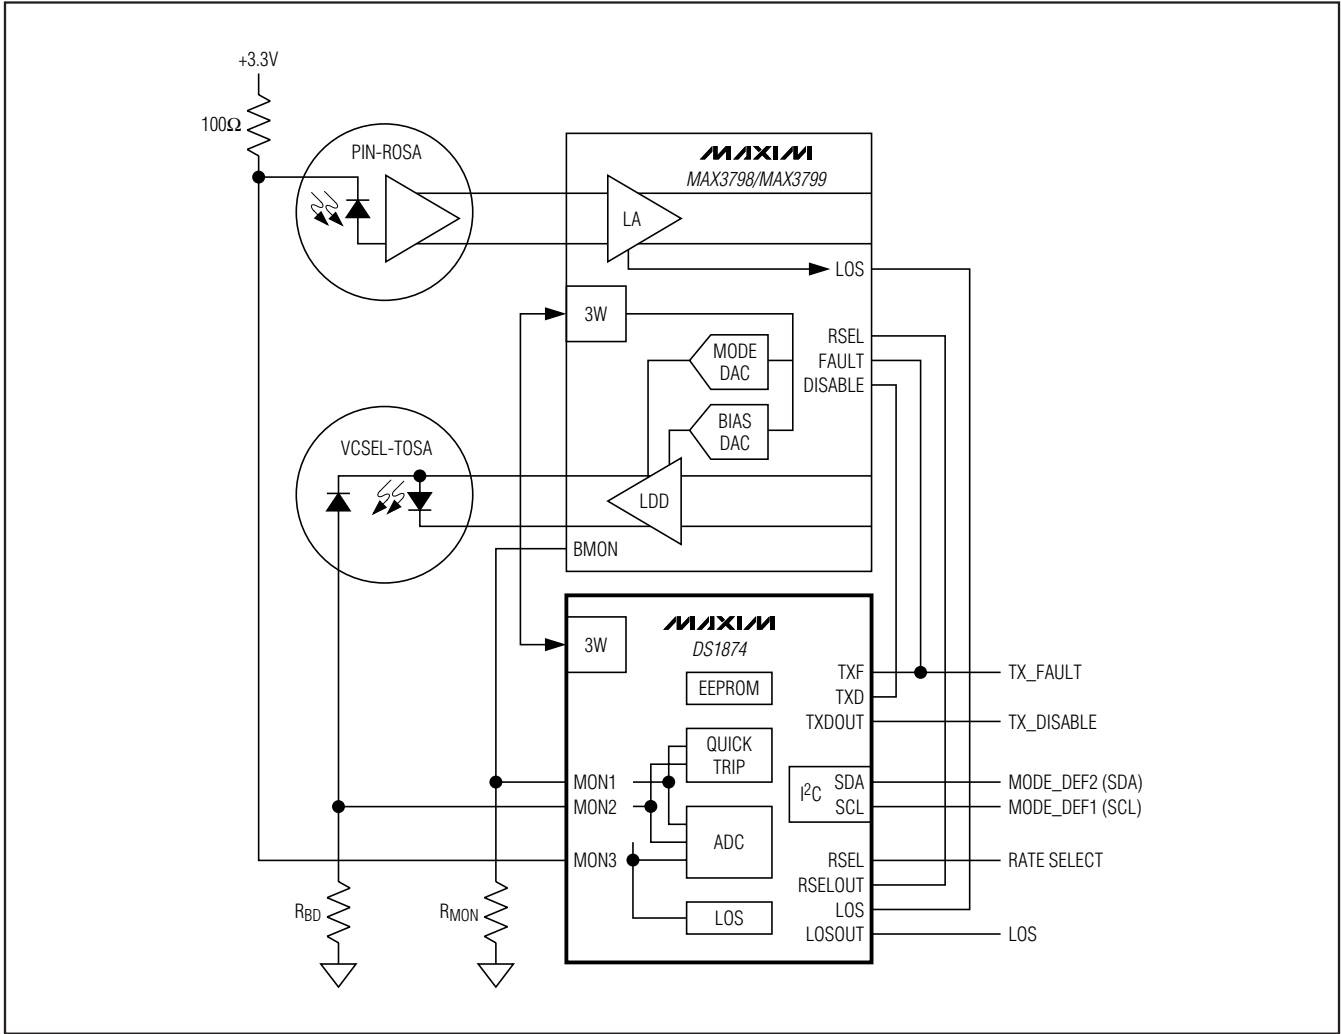 +3.3V
100Ω
PIN-ROSA
MAXIM
MAX3798/MAX3799
LA
LOS
3W
RSEL
MODE
DAC
FAULT
DISABLE
BIAS
DAC
VCSEL-TOSA
LDD
BMON
MAXIM
DS1874
3W
EEPROM
TXF
TX_FAULT
TXD
TXDOUT
TX_DISABLE
QUICK
TRIP
MON1
I²C
SDA
MODE_DEF2 (SDA)
MON2
SCL
MODE_DEF1 (SCL)
ADC
MON3
RSEL
RATE SELECT
RSELOUT
RBD
RMON
LOS
LOS
LOSOUT
LOS